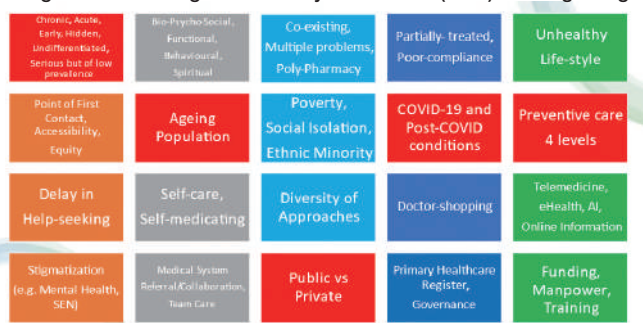 Chronic, Acute,
Early, Hidden,
Undifferentiated,
Serious but of low
prevalence
Bio-Psycho Social,
Functional,
Behavioural,
Spiritual
Co-existing,
Multiple problems,
Poly-Pharmacy
Partially- treated,
Poor-compliance
Unhealthy
Life-style
Point of First
Contact,
Accessibility,
Equity
Ageing
Population
Poverty,
Social Isolation,
Ethnic Minority
COVID-19 and
Post-COVID
conditions
Preventive care
4 levels
Delay in
Help-seeking
Self-care,
Self-medicating
Diversity of
Approaches
Doctor-shopping
Telemedicine,
eHealth, AI,
Online Information
Stigmatization
(e.g. Mental Health,
SEN)
Medical System
Referral/Collaboration,
Team Care
Public vs
Private
Primary Healthcare
Register,
Governance
Funding,
Manpower,
Training